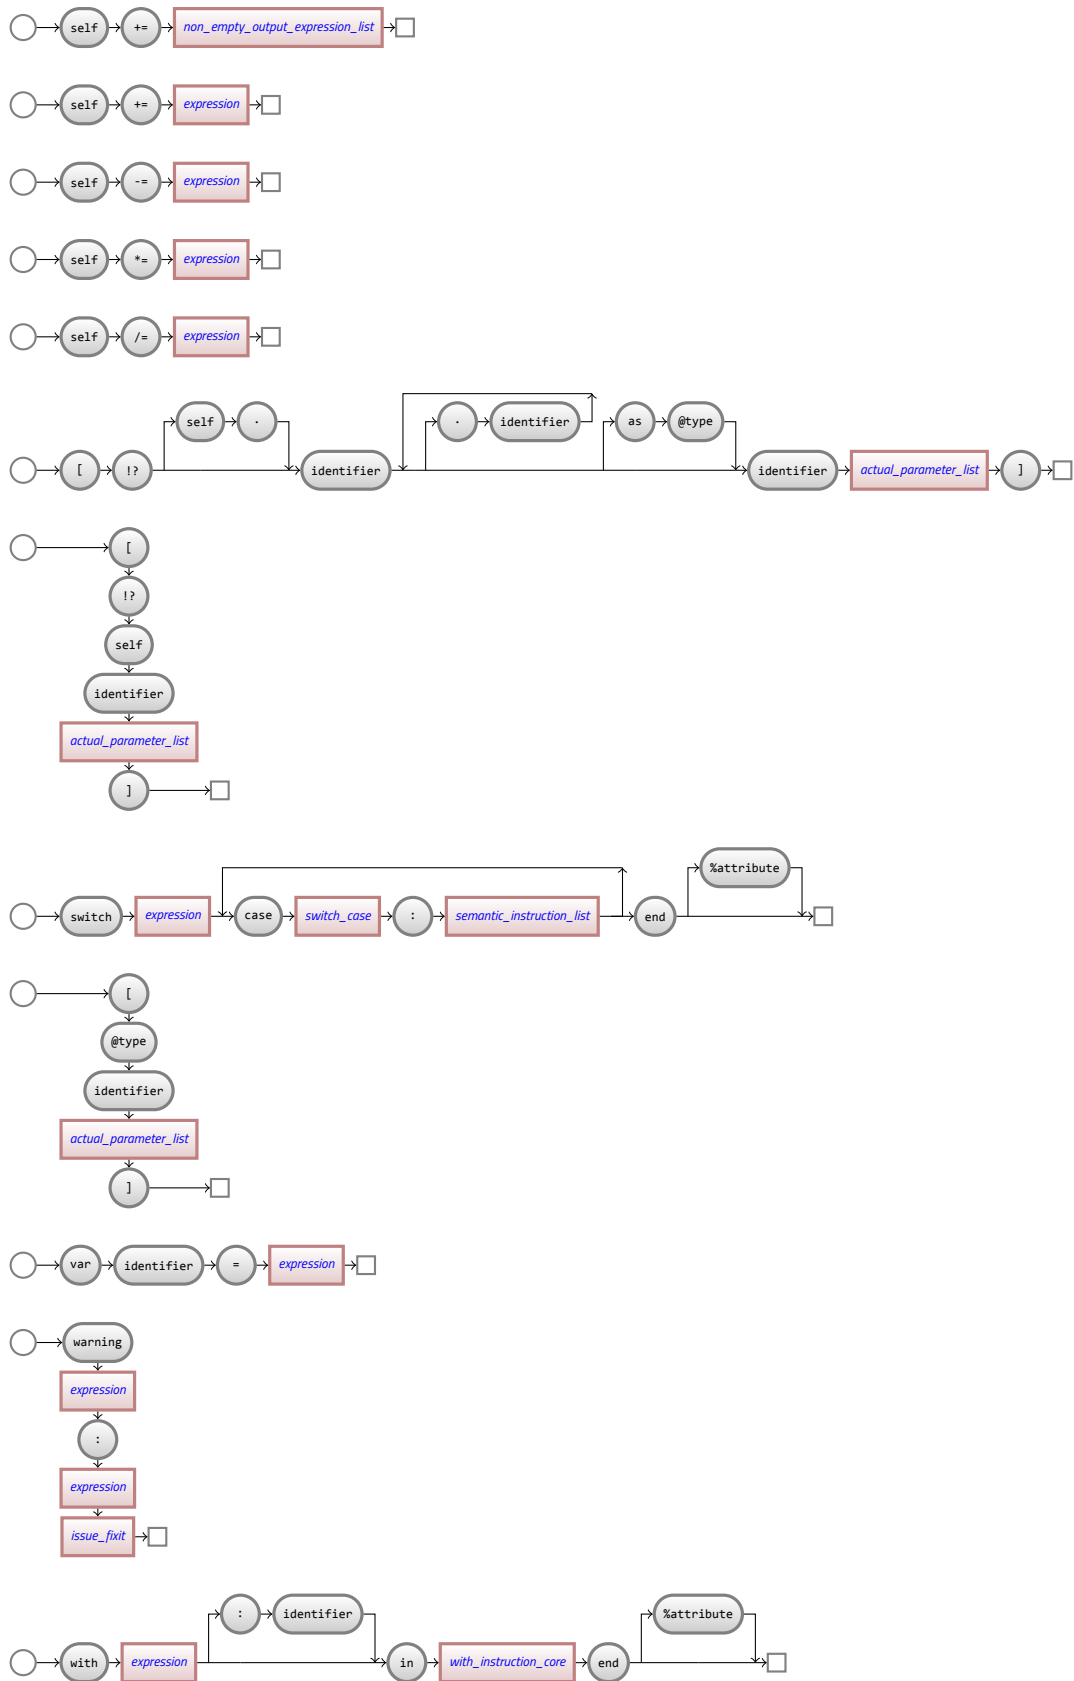 self += non_empty_output_expression_list
self += expression
self -= expression
self *= expression
self /= expression
self . . identifier as @type
[ !? identifier identifier actual_parameter_list ]
[
!?
self
identifier
actual_parameter_list
]
%attribute
switch expression case switch_case : semantic_instruction_list end
[
@type
identifier
actual_parameter_list
]
var identifier = expression
warning
expression
:
expression
issue_fixit
: identifier %attribute
with expression in with_instruction_core end